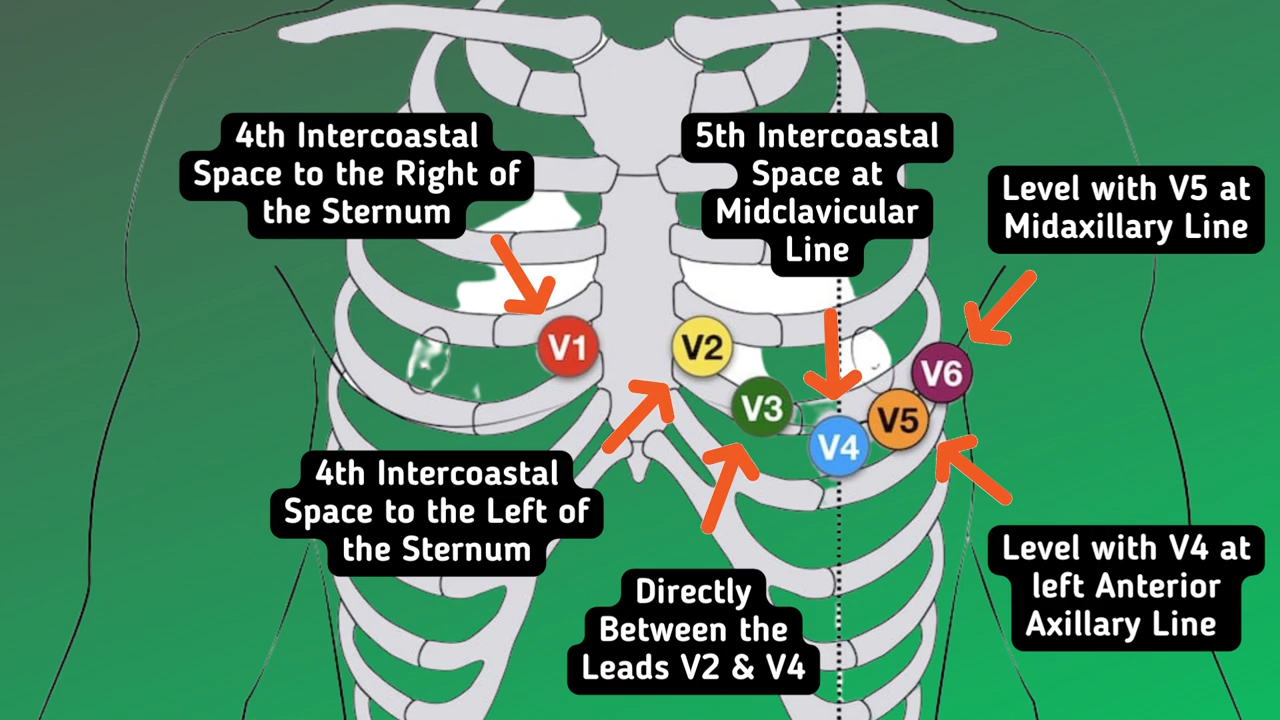 4th Intercoastal
Space to the Right of
the Sternum
5th Intercoastal
Space at
Midclavicular
Line
Level with V5 at
Midaxillary Line
V1
V2
V3
V4
V5
V6
4th Intercoastal
Space to the Left of
the Sternum
Directly
Between the
Leads V2 & V4
Level with V4 at
left Anterior
Axillary Line